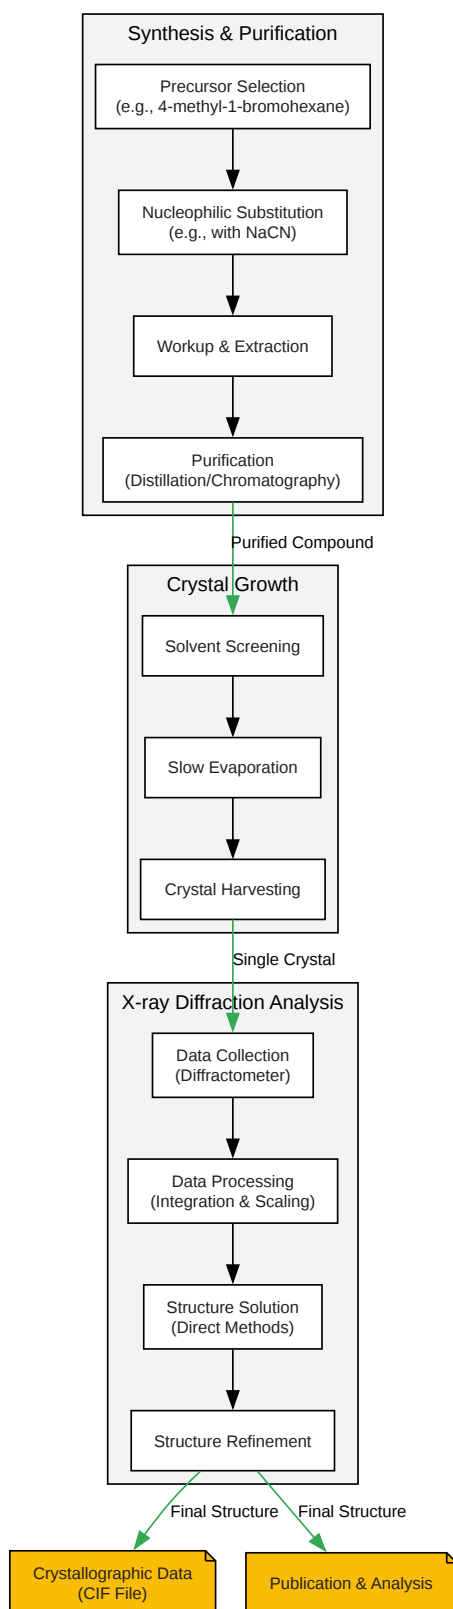 Synthesis & Purification
Precursor Selection
(e.g., 4-methyl-1-bromohexane)
Nucleophilic Substitution
(e.g., with NaCN)
Workup & Extraction
Purification
(Distillation/Chromatography)
Purified Compound
Crystal Growth
Solvent Screening
Slow Evaporation
Crystal Harvesting
Single Crystal
X-ray Diffraction Analysis
Data Collection
(Diffractometer)
Data Processing
(Integration & Scaling)
Structure Solution
(Direct Methods)
Structure Refinement
Final Structure
Final Structure
Crystallographic Data
(CIF File)
Publication & Analysis